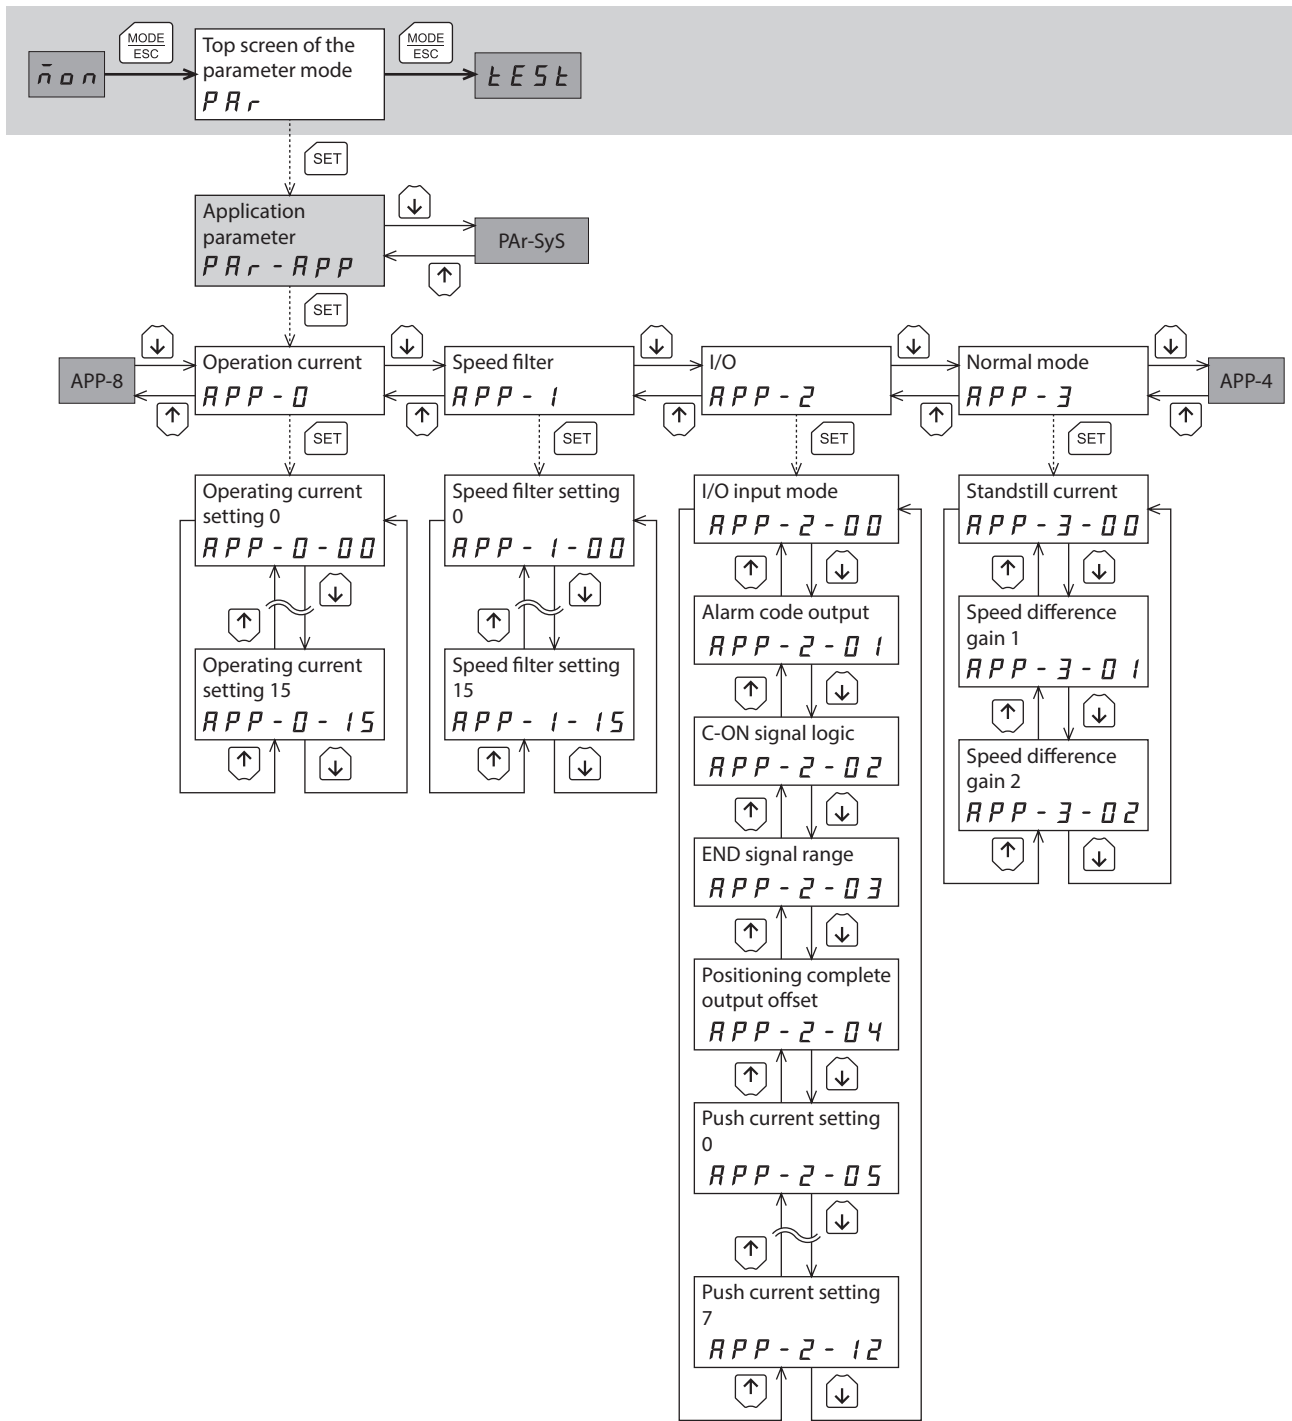 MODE
ESC
MODE
ESC
Top screen of the
parameter mode
PAr
mon
tESt
SET
Application
parameter
PAr-APP
PAr-SyS
SET
APP-8
Operation current
APP-0
Speed filter
APP-1
I/O
APP-2
Normal mode
APP-3
APP-4
SET
SET
SET
SET
Operating current
setting 0
APP-0-00
Speed filter setting
0
APP-1-00
I/O input mode
APP-2-00
Standstill current
APP-3-00
Alarm code output
APP-2-01
Speed difference
gain 1
APP-3-01
Operating current
setting 15
APP-0-15
Speed filter setting
15
APP-1-15
C-ON signal logic
APP-2-02
Speed difference
gain 2
APP-3-02
END signal range
APP-2-03
Positioning complete
output offset
APP-2-04
Push current setting
0
APP-2-05
Push current setting
7
APP-2-12